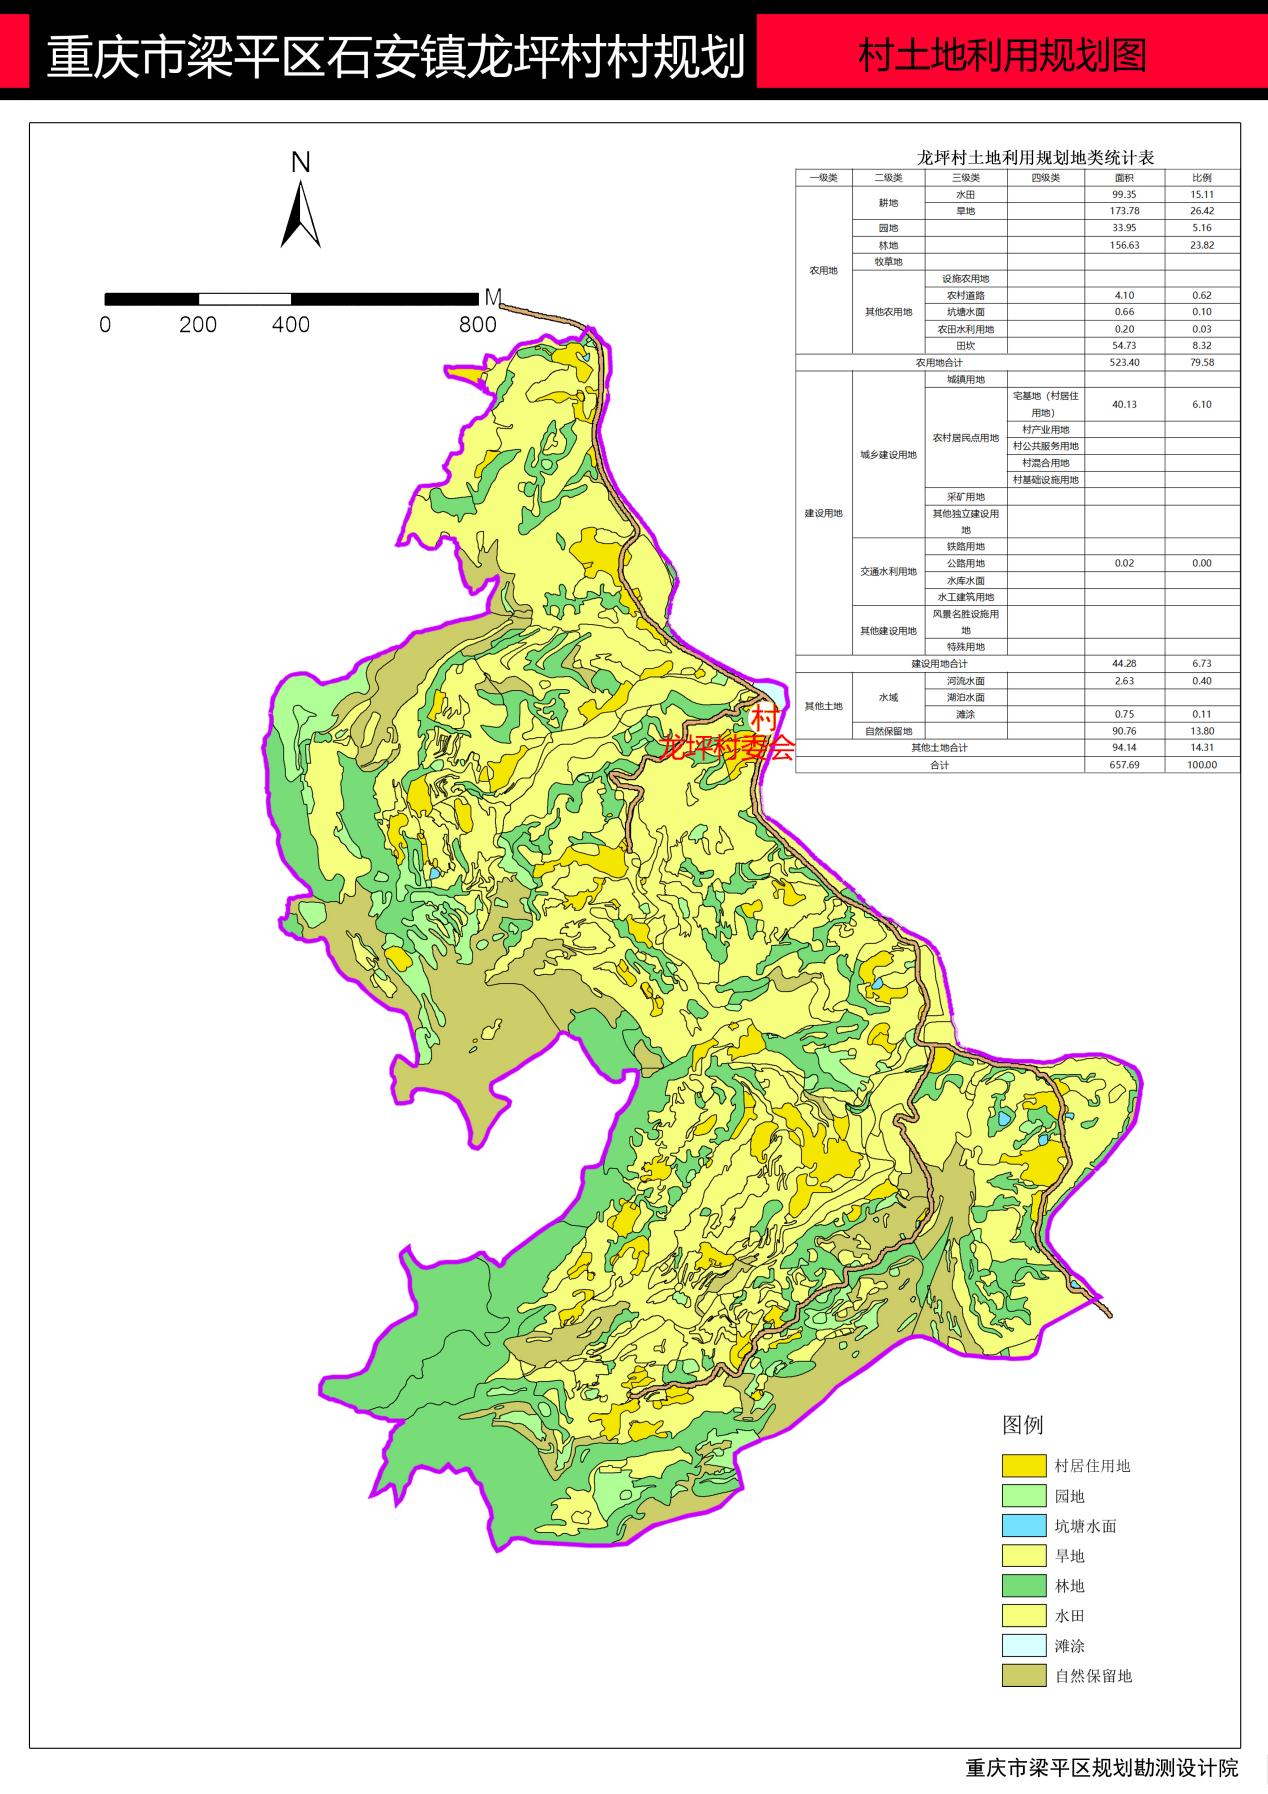 重庆市梁平区石安镇龙坪村村规划
村土地利用规划图
N
M
0 200 400 800
龙坪村土地利用规划地类统计表
一级类 二级类 三级类 四级类 面积 比例
农用地 耕地 水田 99.35 15.11
旱地 173.78 26.42
园地 33.95 5.16
林地 156.63 23.82
牧草地
其他农用地 设施农用地
农村道路 4.10 0.62
坑塘水面 0.66 0.10
农田水利用地 0.20 0.03
田坎 54.73 8.32
农用地合计 523.40 79.58
建设用地 城乡建设用地 城镇用地
农村居民点用地 宅基地（村居住
用地） 40.13 6.10
村产业用地
村公共服务用地
村混合用地
村基础设施用地
采矿用地
其他独立建设用
地
交通水利用地 铁路用地
公路用地 0.02 0.00
水库水面
水工建筑用地
其他建设用地 风景名胜设施用
地
特殊用地
建设用地合计 44.28 6.73
其他土地 水域 河流水面 2.63 0.40
湖泊水面
滩涂 0.75 0.11
自然保留地 90.76 13.80
其他土地合计 94.14 14.31
合计 657.69 100.00
村
龙坪村委会
图例
村居住用地
园地
坑塘水面
旱地
林地
水田
滩涂
自然保留地
重庆市梁平区规划勘测设计院